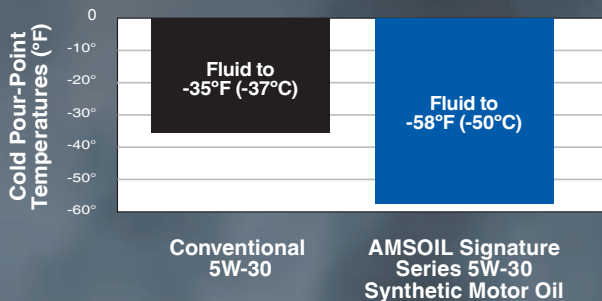 Cold Pour-Point
Temperatures (°F)
0
-10°
-20°
-30°
-40°
-50°
-60°
Fluid to
-35°F (-37°C)
Fluid to
-58°F (-50°C)
Conventional
5W-30
AMSOIL Signature
Series 5W-30
Synthetic Motor Oil